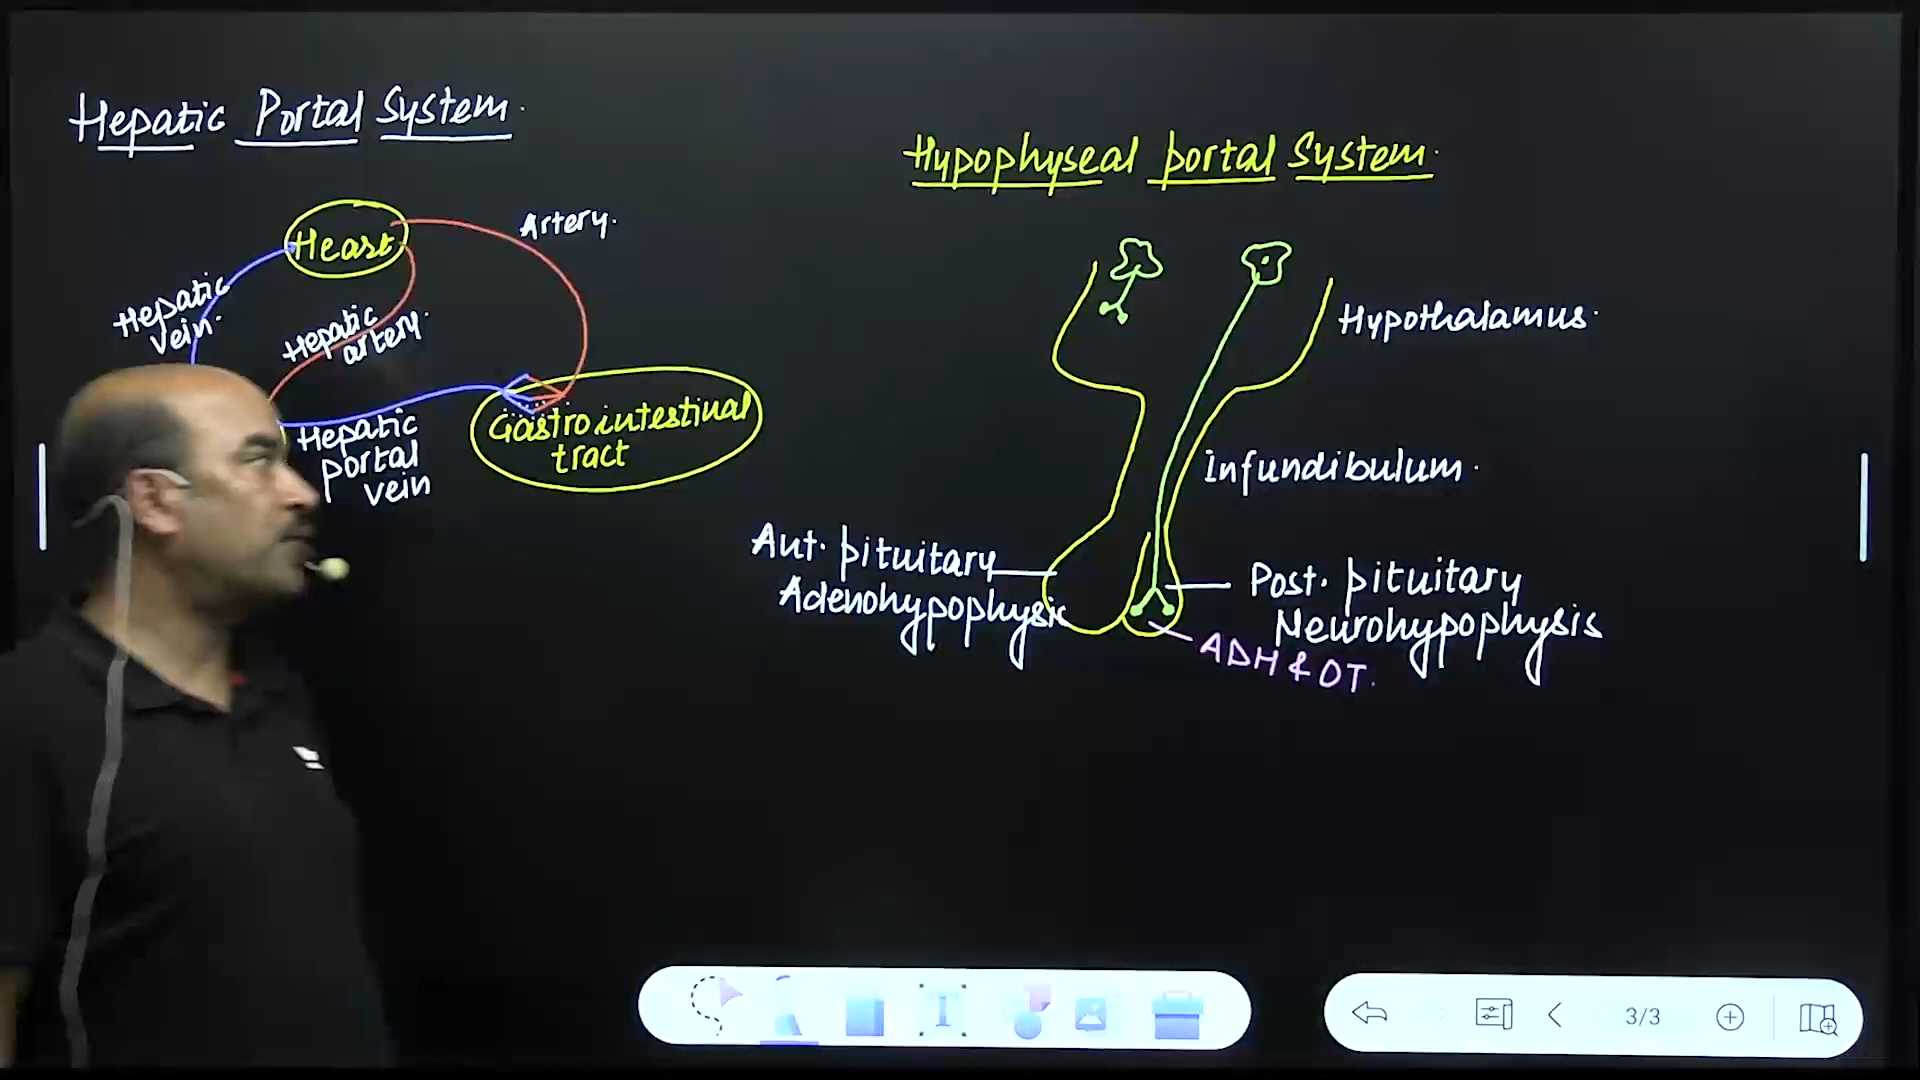 Hepatic Portal System.
Heart
Artery.
Hepatic
vein.
Hepatic
artery.
Hepatic
portal
vein
Gastrointestinal
tract
Hypophyseal portal System.
Hypothalamus.
Infundibulum.
Ant. pituitary
Adenohypophysis
Post. pituitary
Neurohypophysis
ADH & OT.
3/3